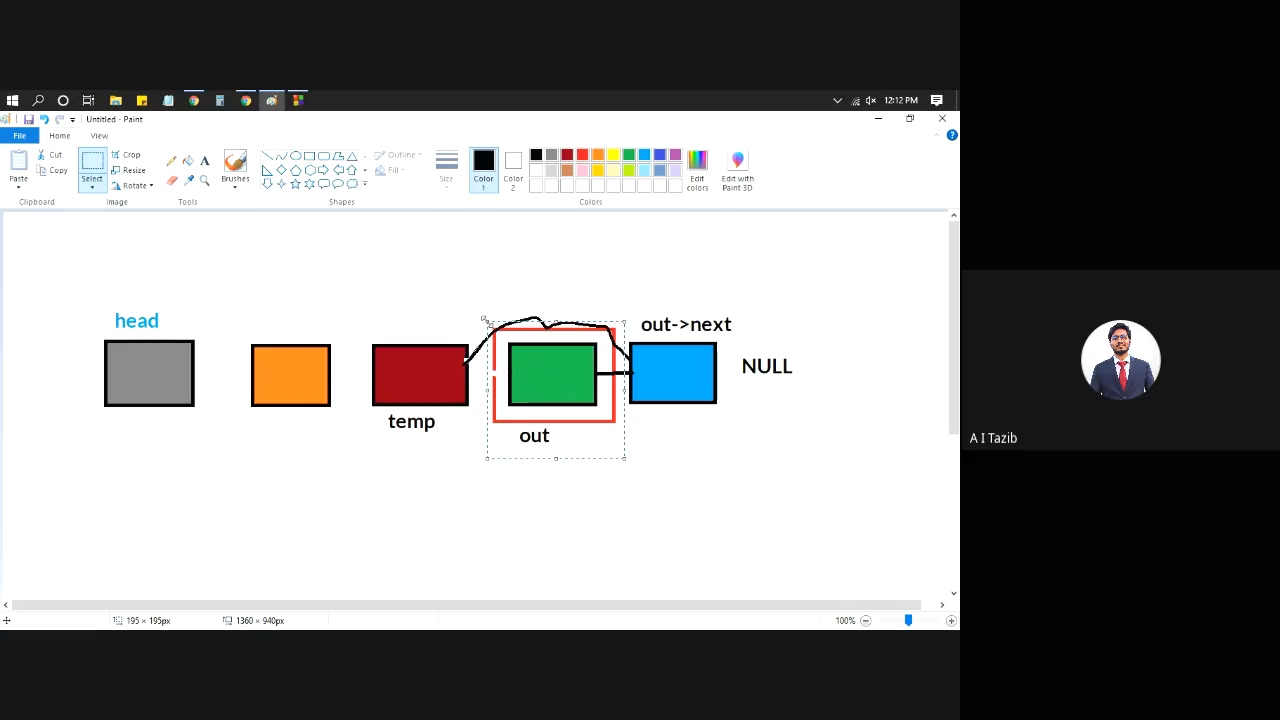 12:12 PM
Untitled - Paint
File Home View
Paste
Cut
Copy
Clipboard
Select
Crop
Resize
Rotate
Image
A
Tools
Brushes
Outline
Fill
Shapes
Size
Color 1
Color 2
Edit colors
Colors
Edit with Paint 3D
head
out->next
NULL
temp
out
195 × 195px
1360 × 940px
100%
A I Tazib